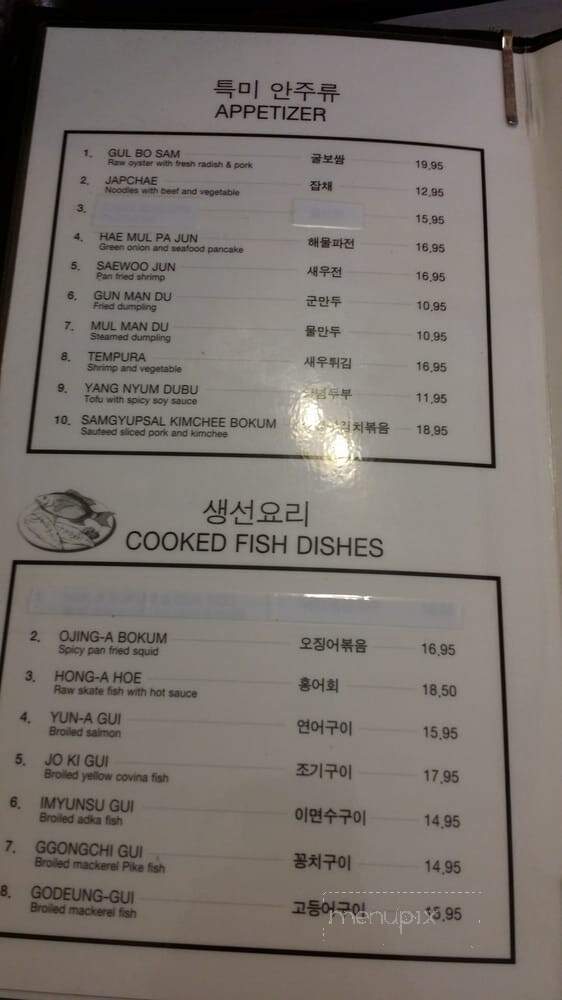 특미 안주류
APPETIZER
1. GUL BO SAM 굴보쌈 19,95
Raw oyster with fresh radish & pork
2. JAPCHAE 잡채 12,95
Noodles with beef and vegetable
3. 15,95
4. HAE MUL PA JUN 해물파전 16,95
Green onion and seafood pancake
5. SAEWOO JUN 새우전 16,95
Pan fried shrimp
6. GUN MAN DU 군만두 10,95
Fried dumpling
7. MUL MAN DU 물만두 10,95
Steamed dumpling
8. TEMPURA 새우튀김 16,95
Shrimp and vegetable
9. YANG NYUM DUBU 11,95
Tofu with spicy soy sauce
10. SAMGYUPSAL KIMCHEE BOKUM 18,95
Sauteed sliced pork and kimchee
생선요리
COOKED FISH DISHES
2. OJING-A BOKUM 오징어볶음 16,95
Spicy pan fried squid
3. HONG-A HOE 홍어회 18,50
Raw skate fish with hot sauce
4. YUN-A GUI 연어구이 15,95
Broiled salmon
5. JO KI GUI 조기구이 17,95
Broiled yellow covina fish
6. IMYUNSU GUI 이면수구이 14,95
Broiled adka fish
7. GGONGCHI GUI 꽁치구이 14,95
Broiled mackerel Pike fish
8. GODEUNG-GUI 고등어구이
Broiled mackerel fish
menupix